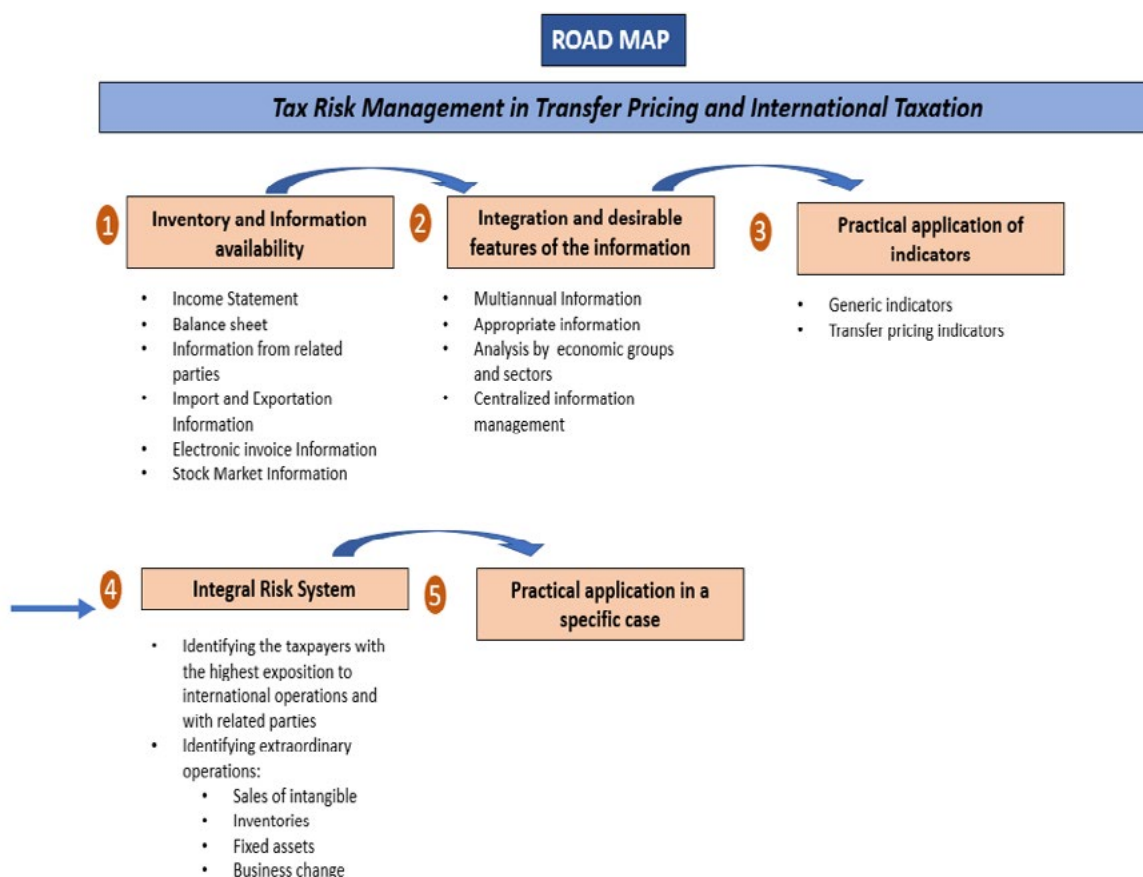 ROAD MAP
Tax Risk Management in Transfer Pricing and International Taxation
1
Inventory and Information
availability
• Income Statement
• Balance sheet
• Information from related
parties
• Import and Exportation
Information
• Electronic invoice Information
• Stock Market Information
2
Integration and desirable
features of the information
• Multiannual Information
• Appropriate information
• Analysis by economic groups
and sectors
• Centralized information
management
3
Practical application of
indicators
• Generic indicators
• Transfer pricing indicators
4
Integral Risk System
• Identifying the taxpayers with
the highest exposition to
international operations and
with related parties
• Identifying extraordinary
operations:
• Sales of intangible
• Inventories
• Fixed assets
• Business change
5
Practical application in a
specific case